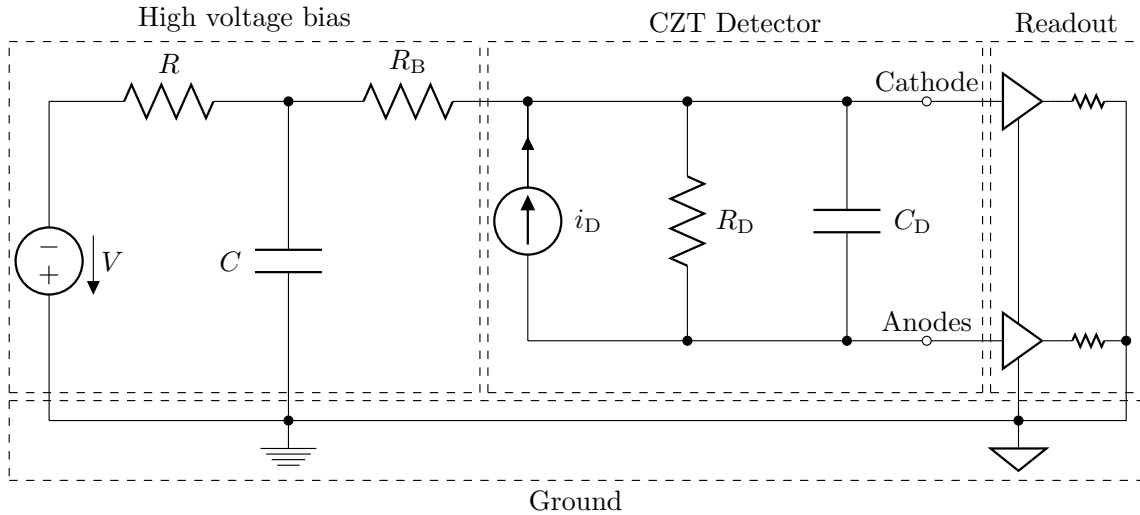 High voltage bias
CZT Detector
Readout
R
R_B
Cathode
−
+
V
C
i_D
R_D
C_D
Anodes
Ground